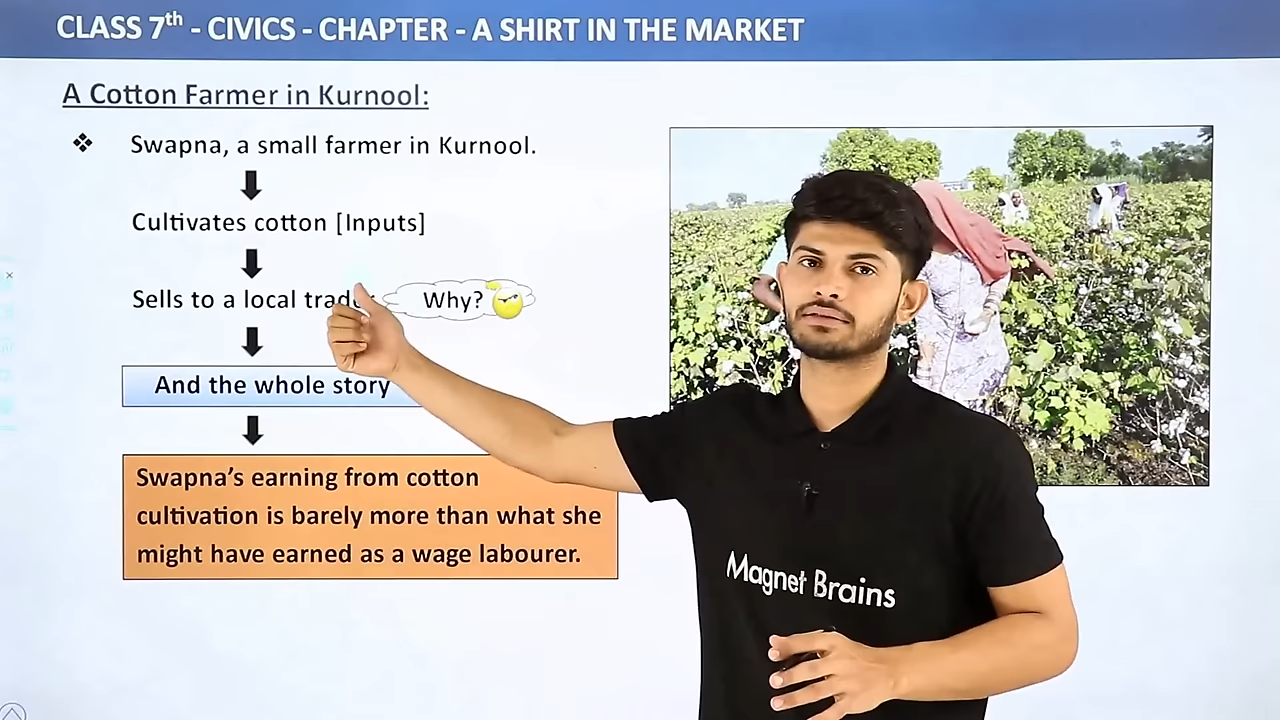 CLASS 7th - CIVICS - CHAPTER - A SHIRT IN THE MARKET
A Cotton Farmer in Kurnool:
❖ Swapna, a small farmer in Kurnool.
Cultivates cotton [Inputs]
Sells to a local trader
Why?
And the whole story
Swapna's earning from cotton
cultivation is barely more than what she
might have earned as a wage labourer.
Magnet Brains